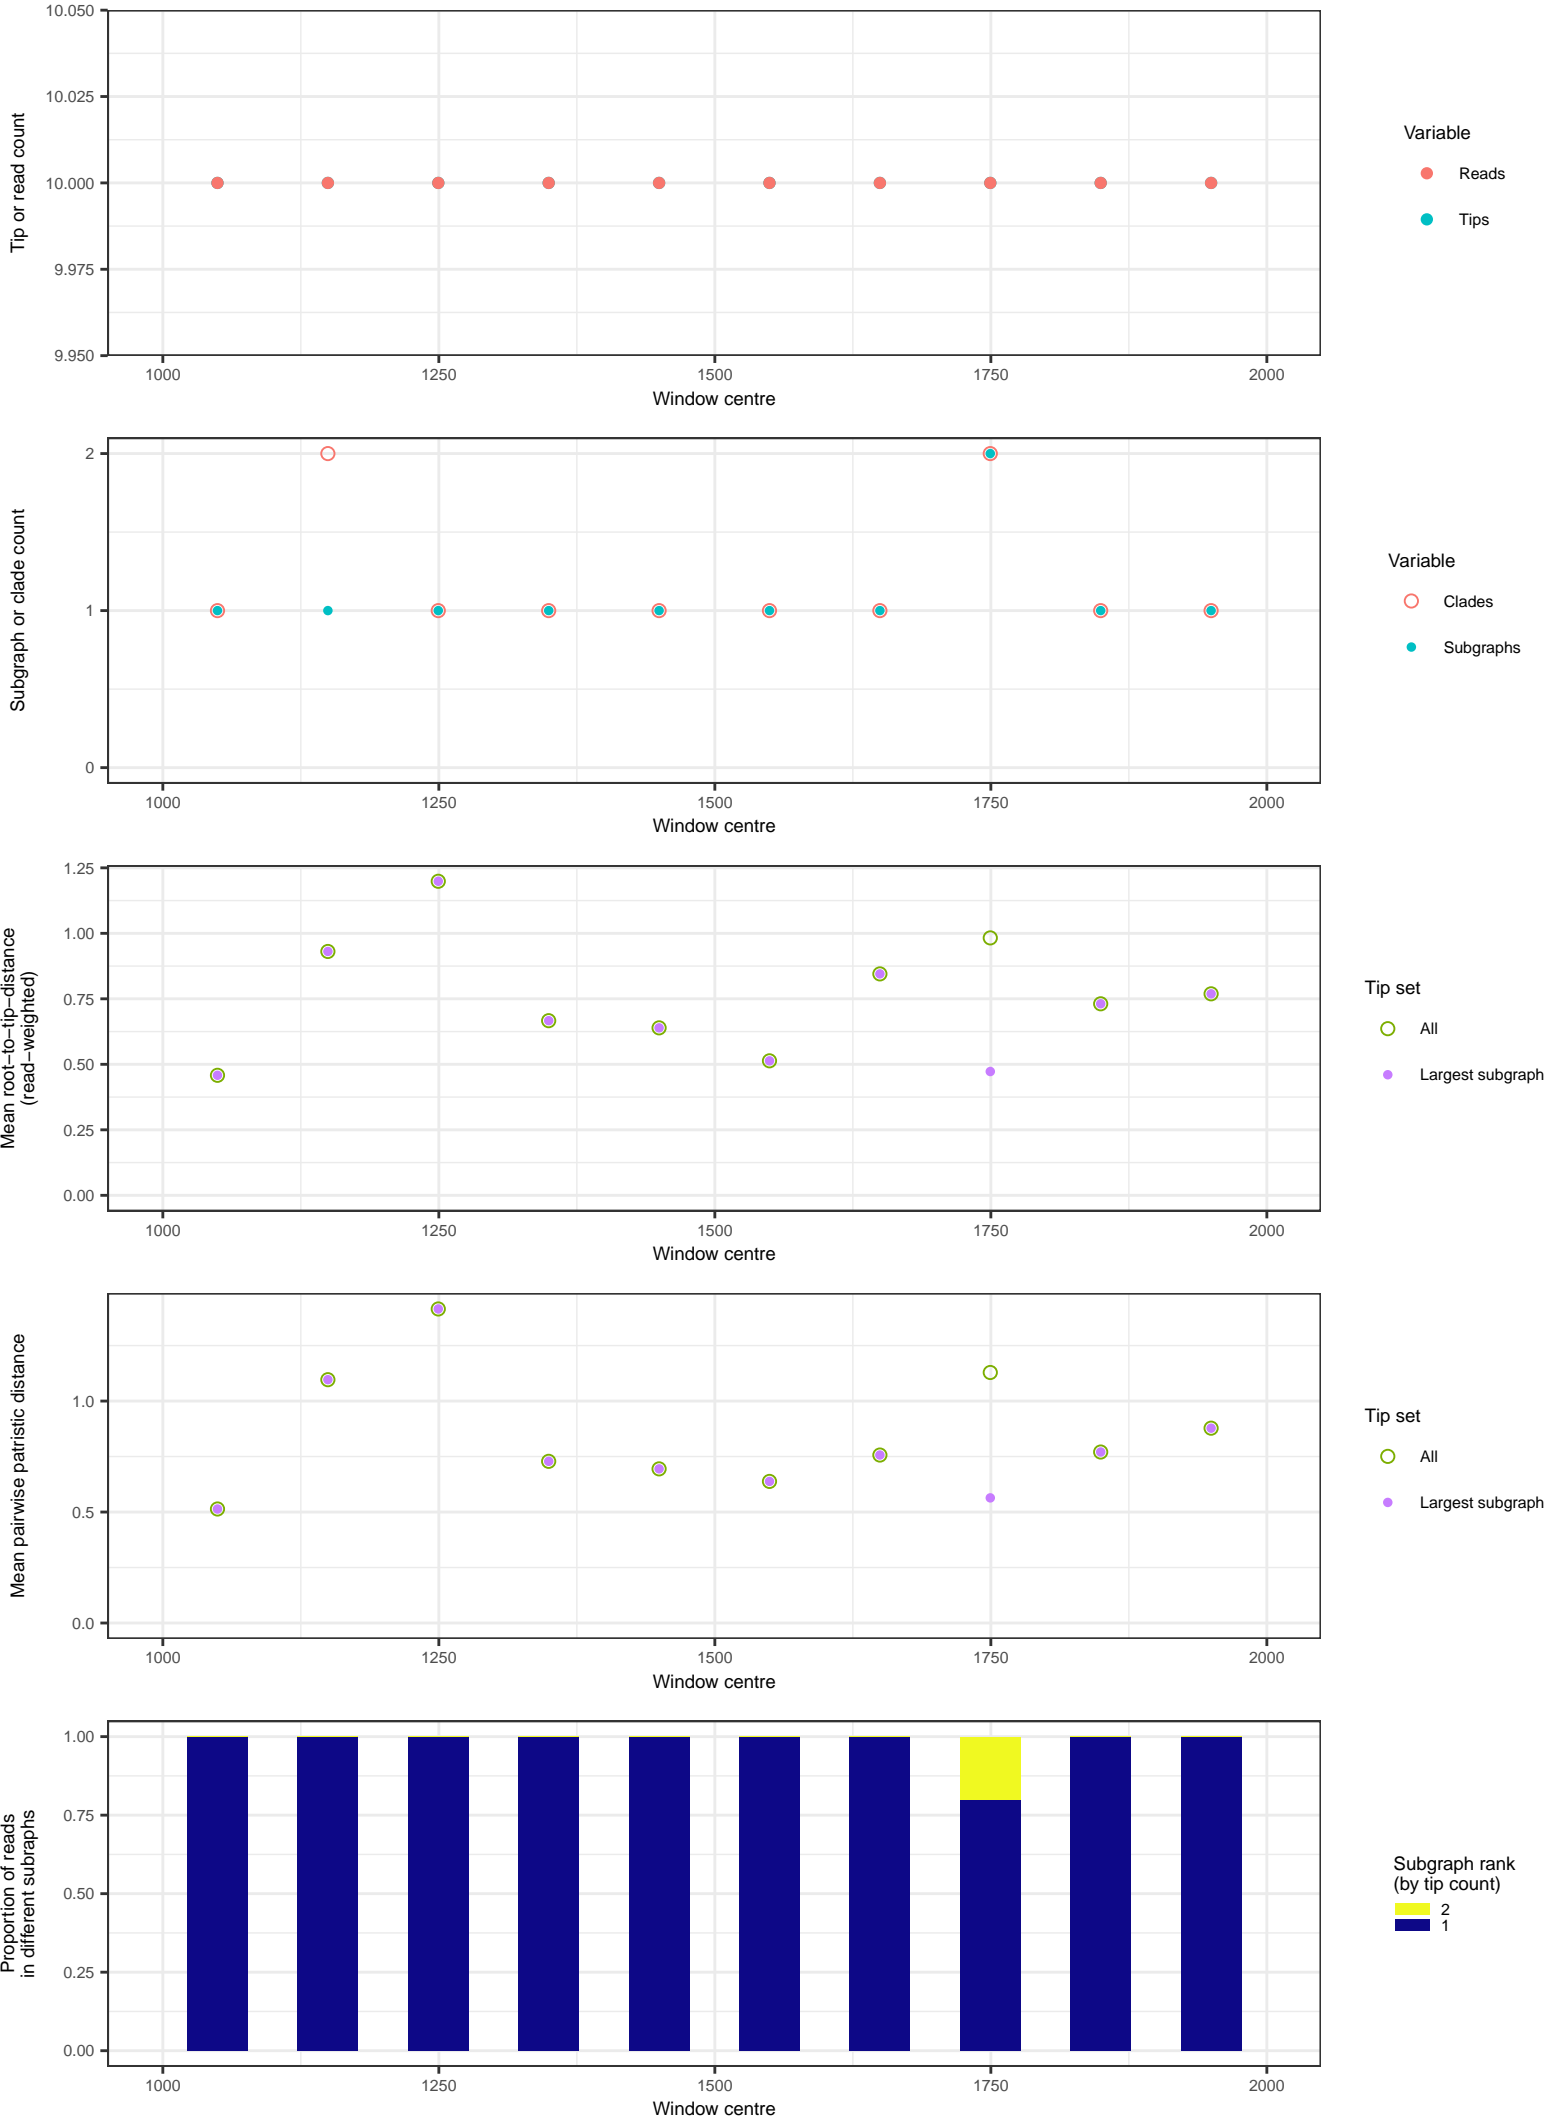 10.050
10.025
10.000
9.975
9.950
Tip or read count
1000 1250 1500 1750 2000
Window centre
Variable
Reads
Tips
2
1
0
Subgraph or clade count
1000 1250 1500 1750 2000
Window centre
Variable
Clades
Subgraphs
1.25
1.00
0.75
0.50
0.25
0.00
Mean root−to−tip−distance
(read−weighted)
1000 1250 1500 1750 2000
Window centre
Tip set
All
Largest subgraph
1.0
0.5
0.0
Mean pairwise patristic distance
1000 1250 1500 1750 2000
Window centre
Tip set
All
Largest subgraph
1.00
0.75
0.50
0.25
0.00
Proportion of reads
in different subraphs
1000 1250 1500 1750 2000
Window centre
Subgraph rank
(by tip count)
2
1